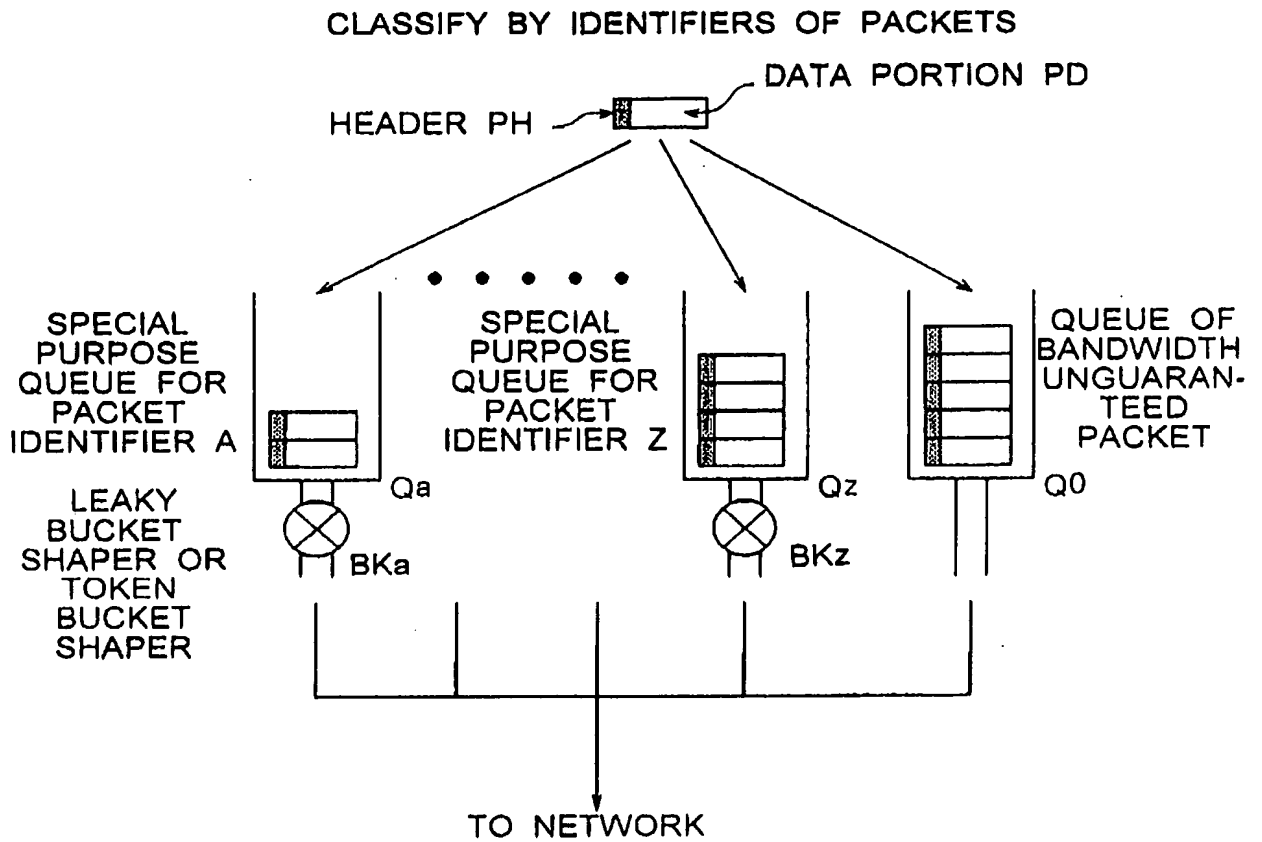 CLASSIFY BY IDENTIFIERS OF PACKETS
DATA PORTION PD
HEADER PH
SPECIAL
PURPOSE
QUEUE FOR
PACKET
IDENTIFIER A
SPECIAL
PURPOSE
QUEUE FOR
PACKET
IDENTIFIER Z
QUEUE OF
BANDWIDTH
UNGUARAN-
TEED
PACKET
Qa
Qz
Q0
LEAKY
BUCKET
SHAPER OR
TOKEN
BUCKET
SHAPER
BKa
BKz
TO NETWORK